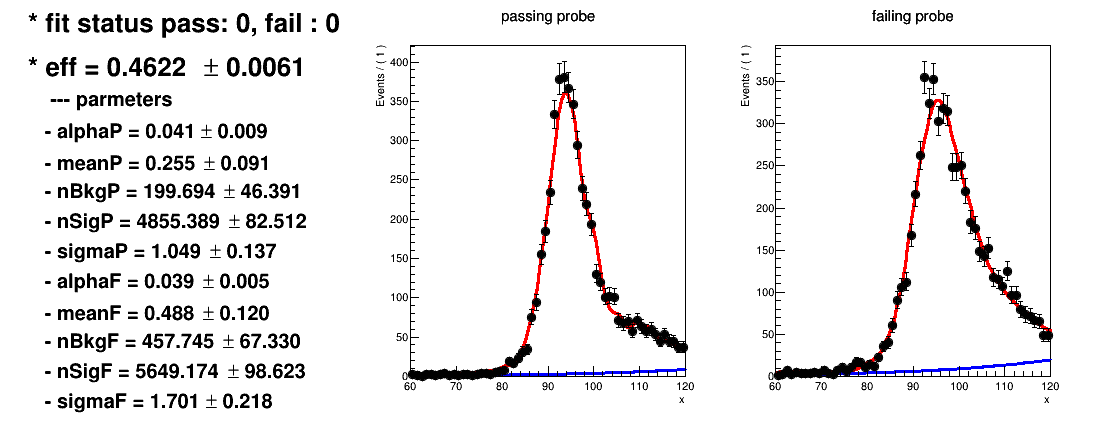 * fit status pass: 0, fail : 0
* eff = 0.4622 ± 0.0061
--- parmeters
- alphaP = 0.041 ± 0.009
- meanP = 0.255 ± 0.091
- nBkgP = 199.694 ± 46.391
- nSigP = 4855.389 ± 82.512
- sigmaP = 1.049 ± 0.137
- alphaF = 0.039 ± 0.005
- meanF = 0.488 ± 0.120
- nBkgF = 457.745 ± 67.330
- nSigF = 5649.174 ± 98.623
- sigmaF = 1.701 ± 0.218
passing probe
Events / ( 1 )
400
350
300
250
200
150
100
50
0
60 70 80 90 100 110 120
x
failing probe
Events / ( 1 )
350
300
250
200
150
100
50
0
60 70 80 90 100 110 120
x